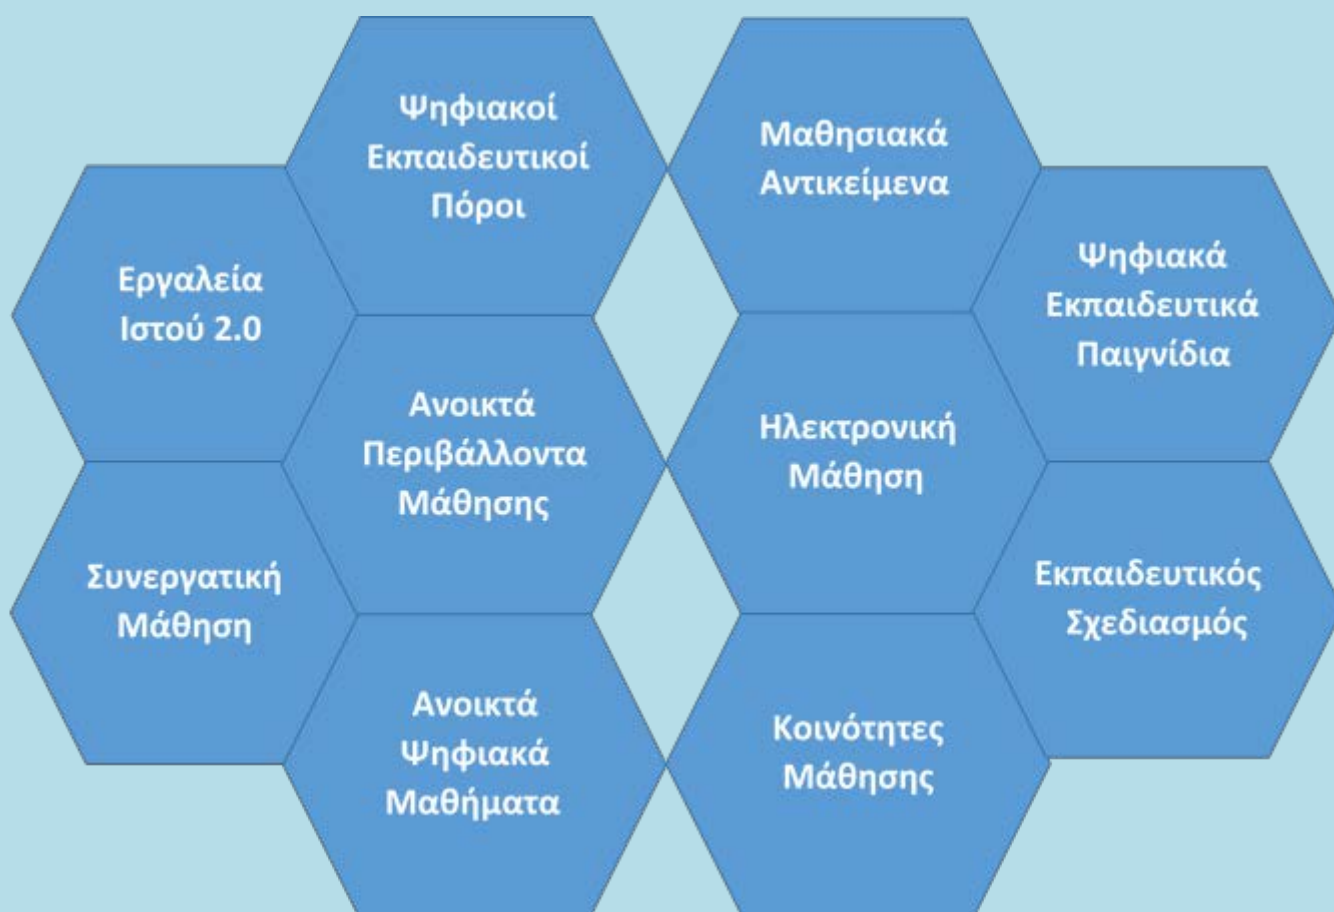 Ψηφιακοί
Εκπαιδευτικοί
Πόροι
Μαθησιακά
Αντικείμενα
Εργαλεία
Ιστού 2.0
Ψηφιακά
Εκπαιδευτικά
Παιγνίδια
Ανοικτά
Περιβάλλοντα
Μάθησης
Ηλεκτρονική
Μάθηση
Συνεργατική
Μάθηση
Εκπαιδευτικός
Σχεδιασμός
Ανοικτά
Ψηφιακά
Μαθήματα
Κοινότητες
Μάθησης